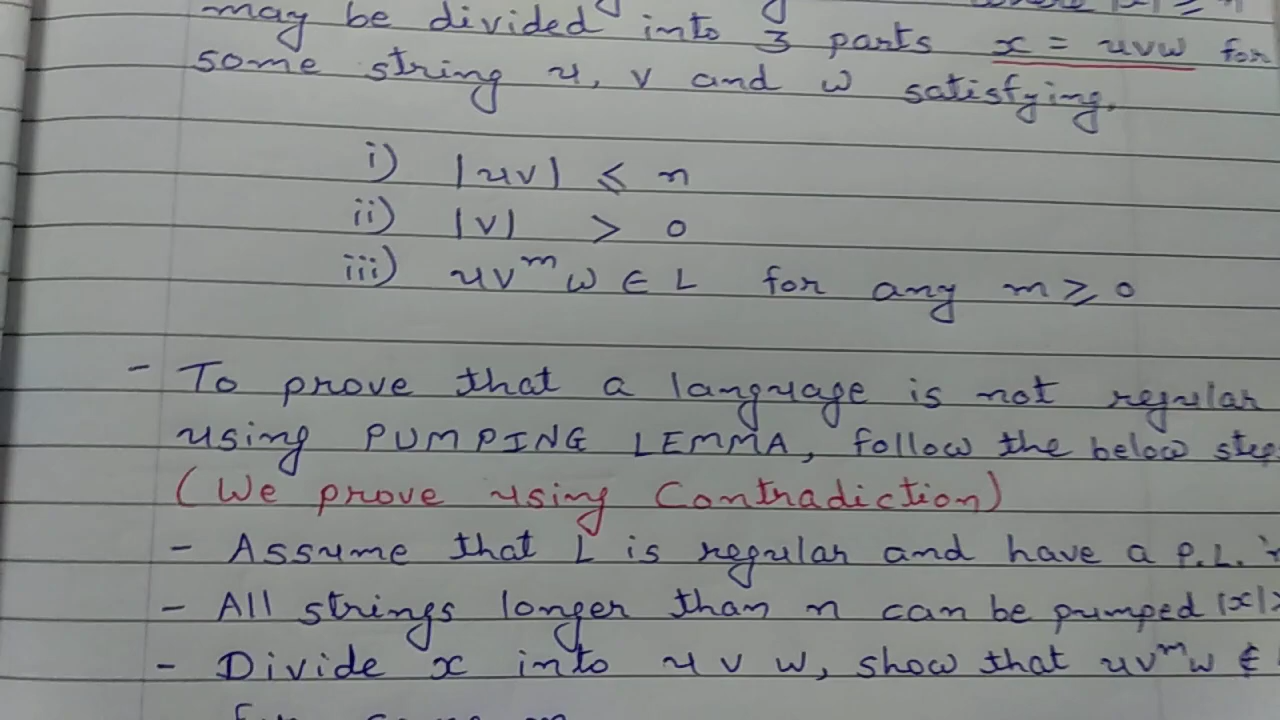 may be divided into 3 parts x = uvw for
some string u, v and w satisfying.
i) |uv| ≤ n
ii) |v| > 0
iii) uvᵐw ∈ L for any m ≥ 0
- To prove that a language is not regular
using PUMPING LEMMA, follow the below step
(We prove using Contradiction)
- Assume that L is regular and have a P.L.
- All strings longer than n can be pumped |x|≥
- Divide x into u v w, show that uvᵐw ∉